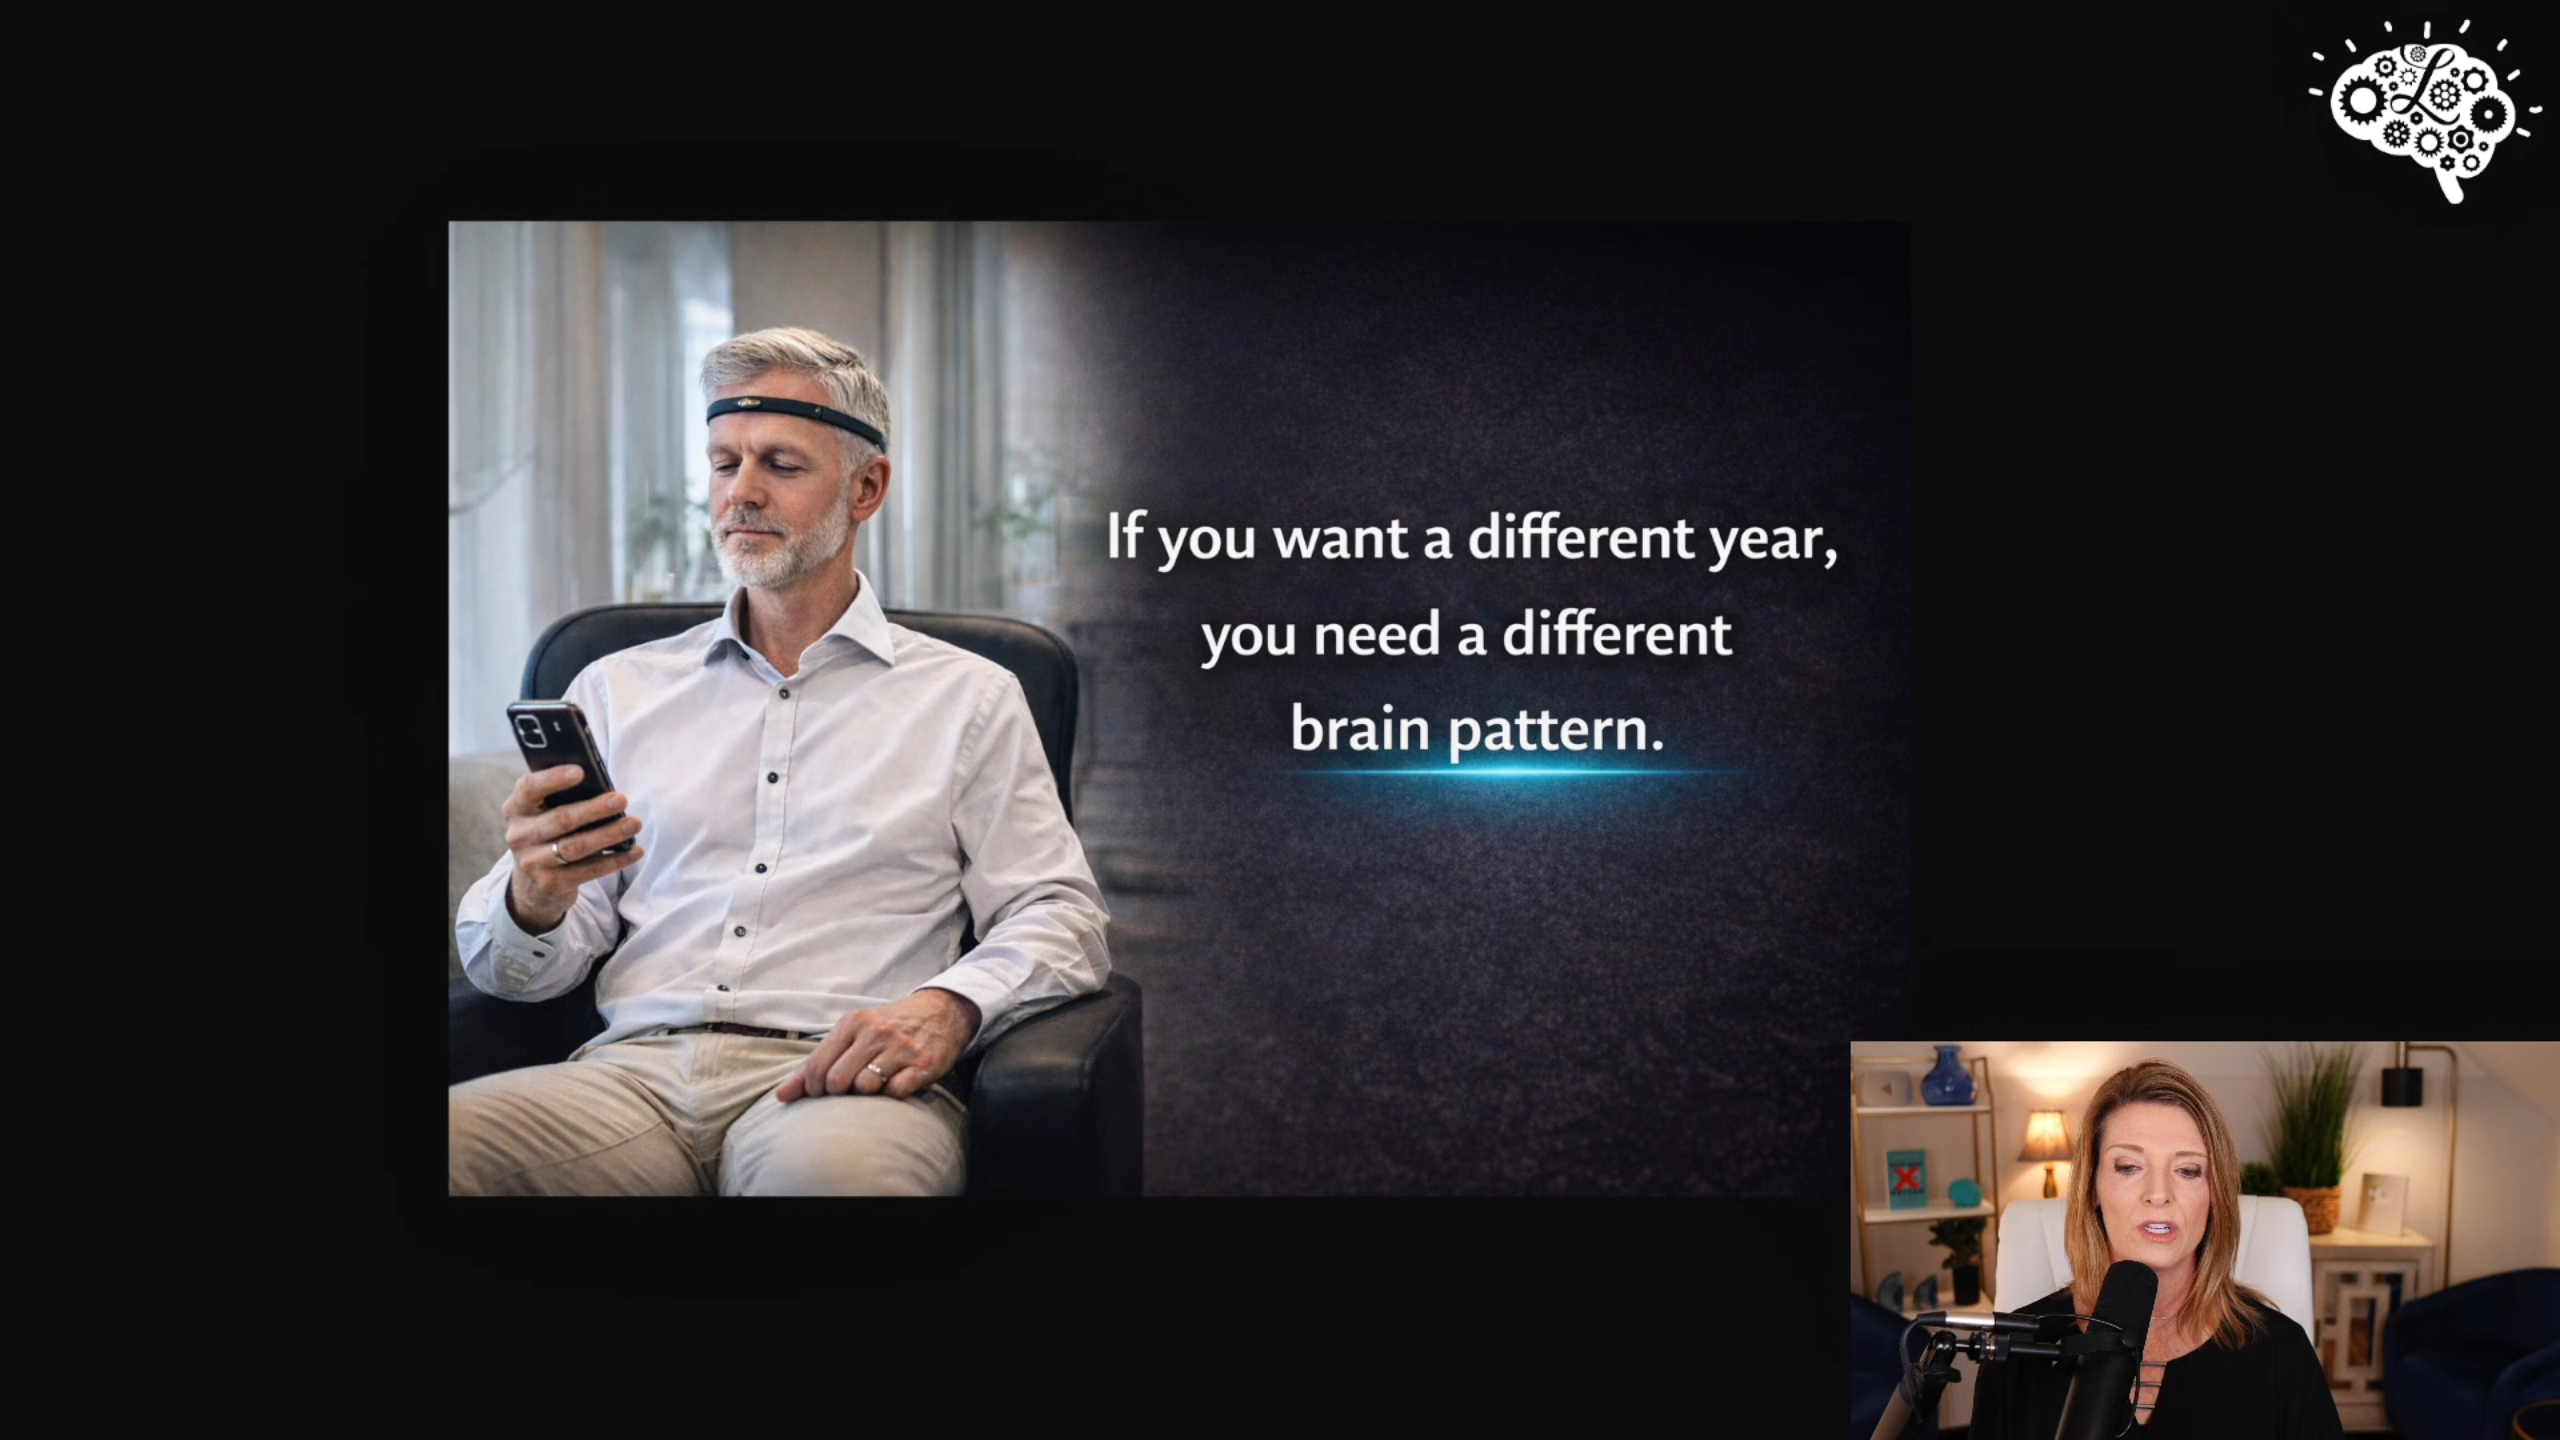 If you want a different year,
you need a different
brain pattern.
L
X